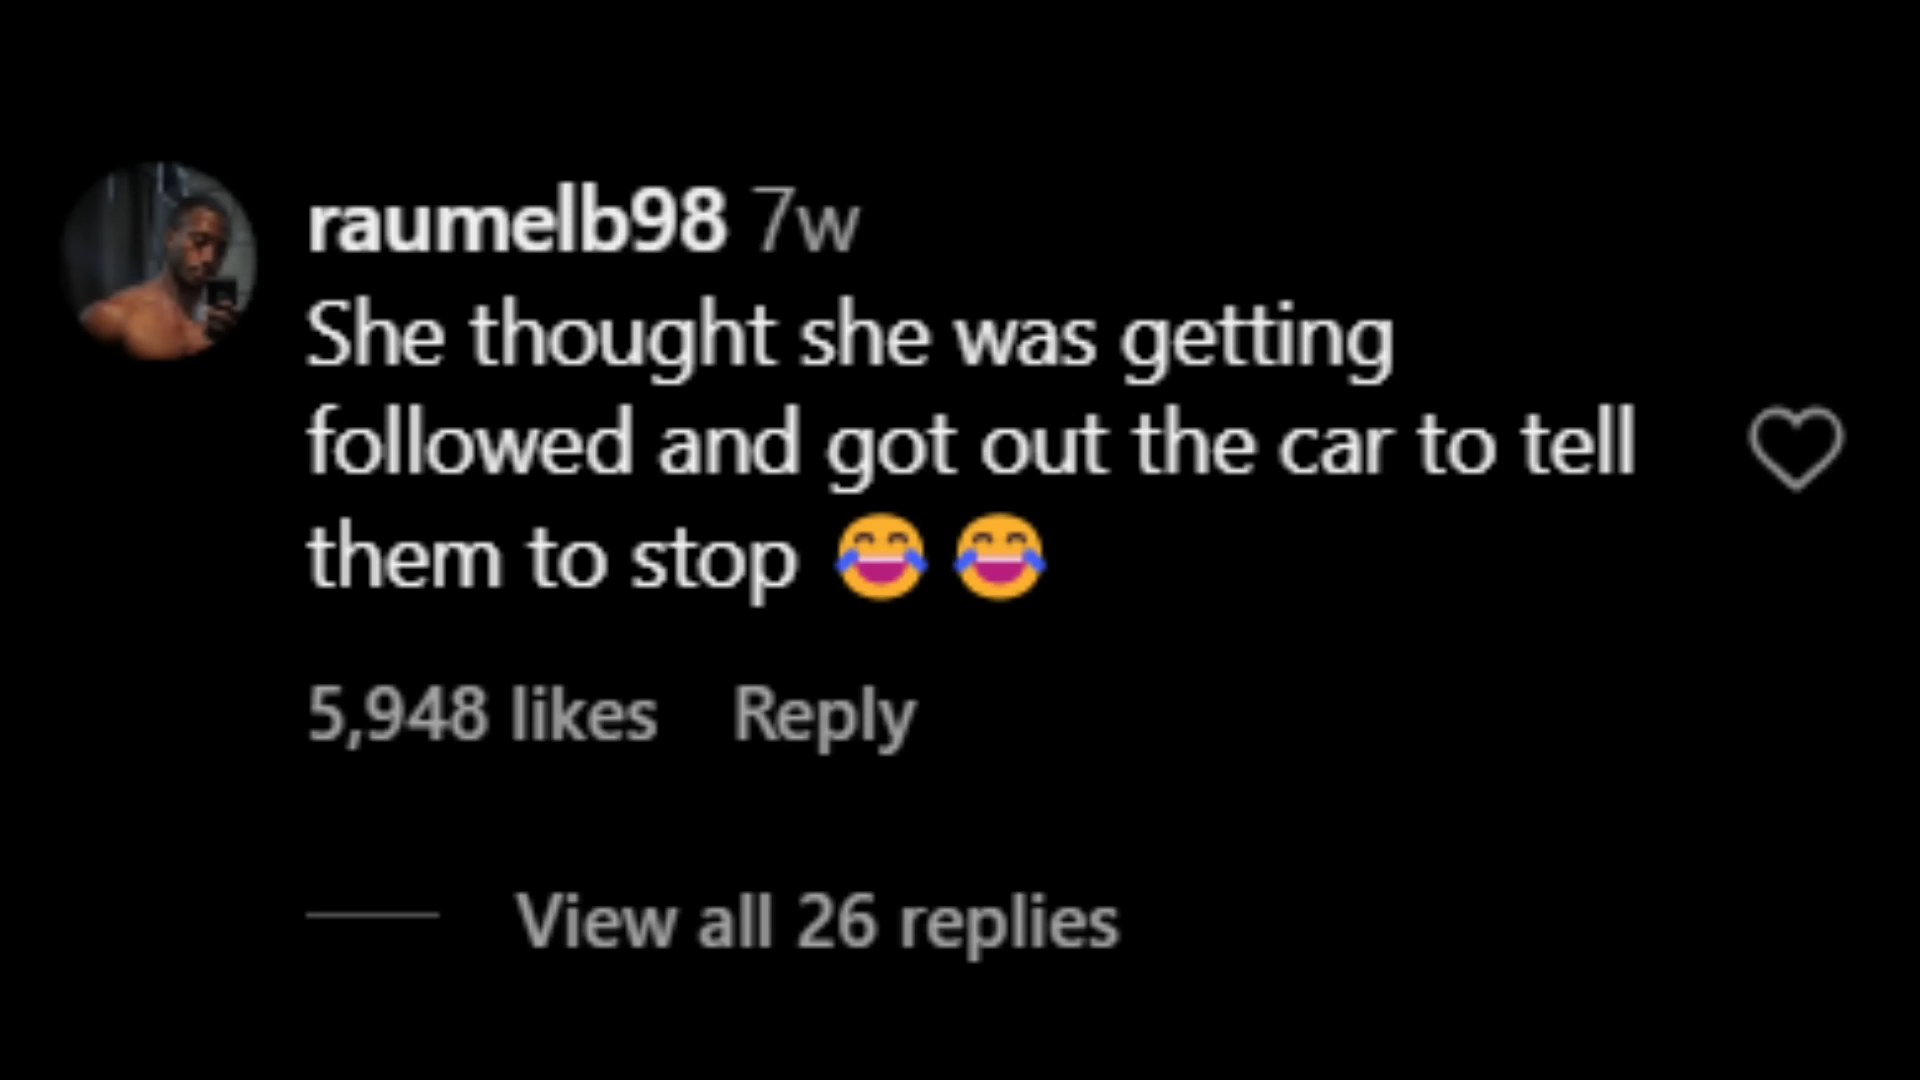 raumelb98 7w
She thought she was getting
followed and got out the car to tell
them to stop 😂 😂
5,948 likes Reply
View all 26 replies